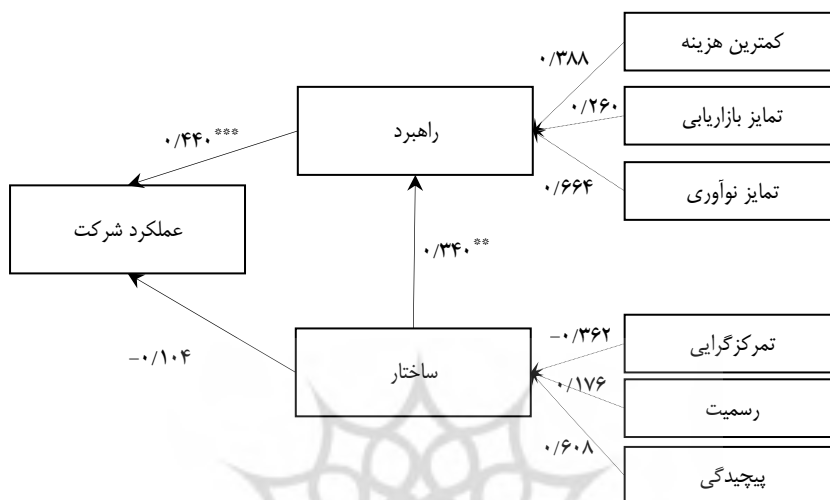 کمترین هزینه
۰/۳۸۸
تمایز بازاریابی
۰/۲۶۰
راهبرد
۰/۴۴۰***
تمایز نوآوری
۰/۶۶۴
عملکرد شرکت
۰/۳۴۰**
تمرکزگرایی
−۰/۳۶۲
ساختار
−۰/۱۰۴
رسمیت
۰/۱۷۶
۰/۶۰۸
پیچیدگی